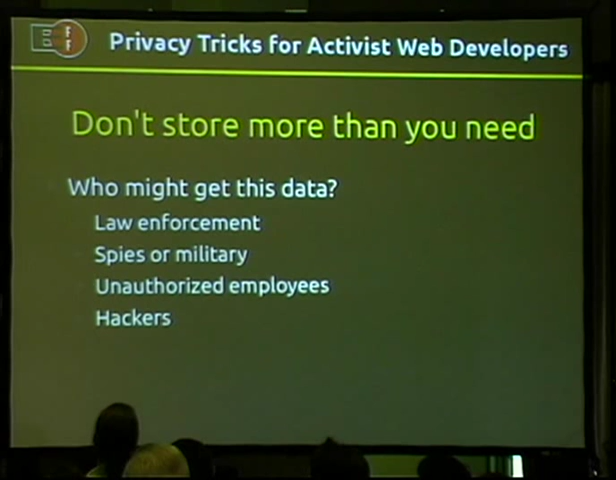 E
F
F
Privacy Tricks for Activist Web Developers
Don't store more than you need
Who might get this data?
Law enforcement
Spies or military
Unauthorized employees
Hackers